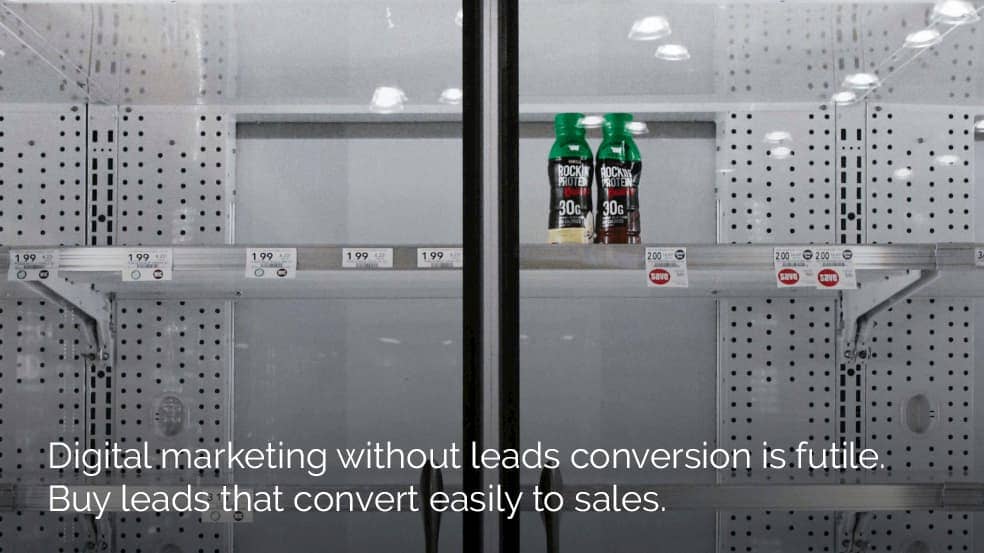 ROCKIN' PROTEIN
30G
ROCKIN' PROTEIN
30G
1.99
1.99
1.99
1.99
1.99
2.00
2.00
2.00
save
save
save
Digital marketing without leads conversion is futile.
Buy leads that convert easily to sales.